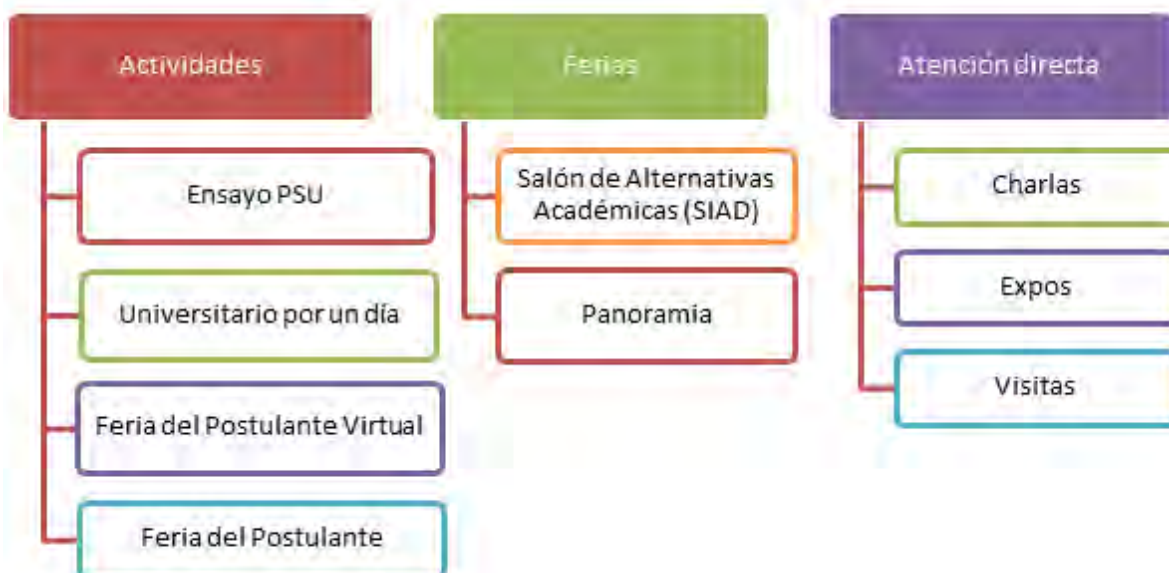 Actividades
Ensayo PSU
Universitario por un día
Feria del Postulante Virtual
Feria del Postulante
Ferias
Salón de Alternativas
Académicas (SIAD)
Panoramia
Atención directa
Charlas
Expos
Visitas